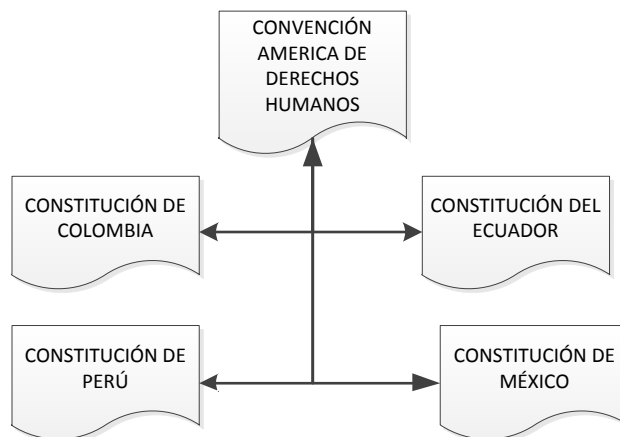 CONVENCIÓN
AMERICA DE
DERECHOS
HUMANOS
CONSTITUCIÓN DE
COLOMBIA
CONSTITUCIÓN DEL
ECUADOR
CONSTITUCIÓN DE
PERÚ
CONSTITUCIÓN DE
MÉXICO